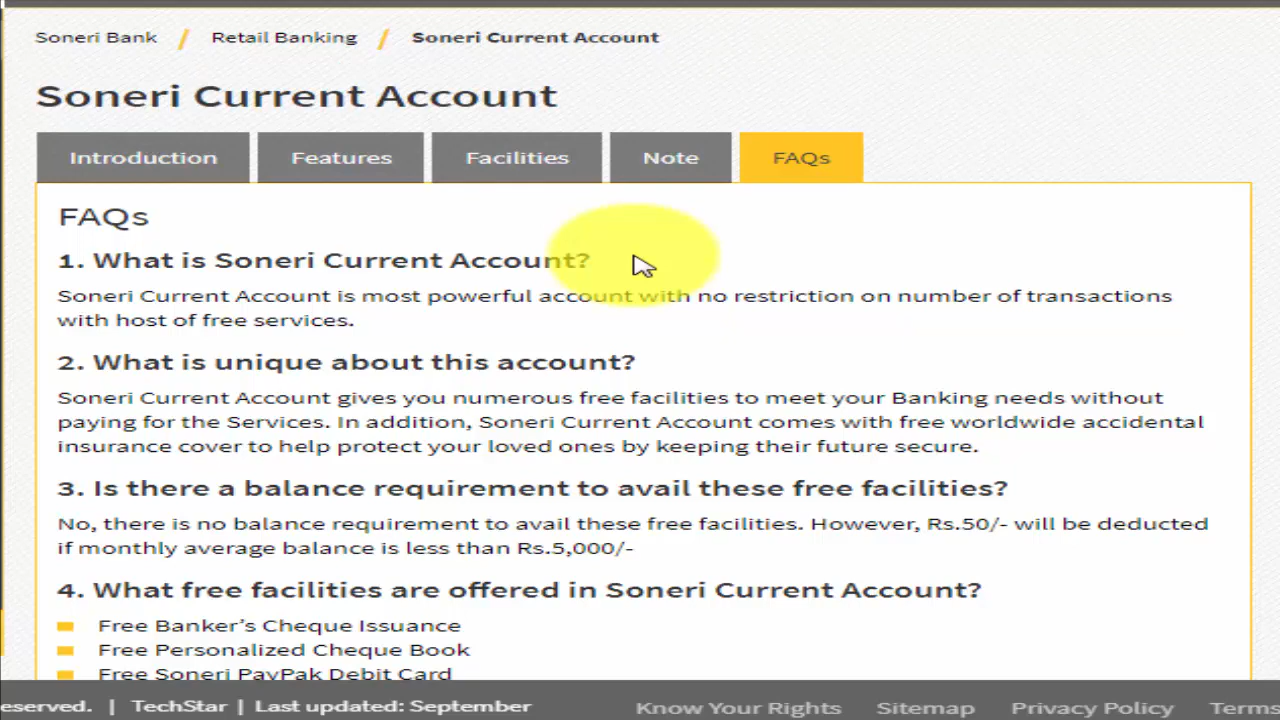 Soneri Bank / Retail Banking / Soneri Current Account
Soneri Current Account
Introduction Features Facilities Note FAQs
FAQs
1. What is Soneri Current Account?
Soneri Current Account is most powerful account with no restriction on number of transactions
with host of free services.
2. What is unique about this account?
Soneri Current Account gives you numerous free facilities to meet your Banking needs without
paying for the Services. In addition, Soneri Current Account comes with free worldwide accidental
insurance cover to help protect your loved ones by keeping their future secure.
3. Is there a balance requirement to avail these free facilities?
No, there is no balance requirement to avail these free facilities. However, Rs.50/- will be deducted
if monthly average balance is less than Rs.5,000/-
4. What free facilities are offered in Soneri Current Account?
Free Banker's Cheque Issuance
Free Personalized Cheque Book
Free Soneri PayPak Debit Card
eserved. | TechStar | Last updated: September Know Your Rights Sitemap Privacy Policy Terms